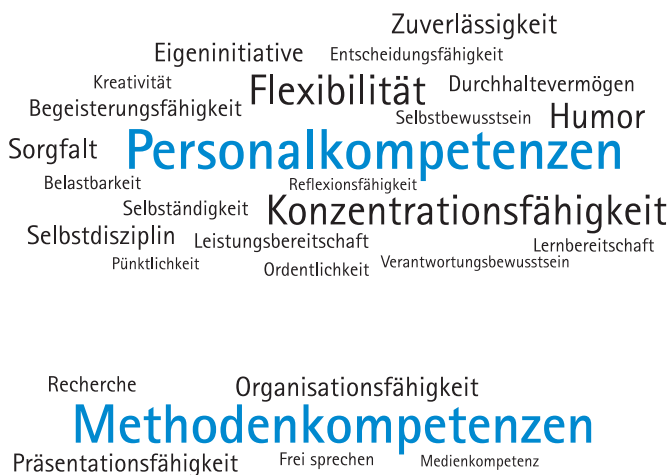 Zuverlässigkeit
Eigeninitiative Entscheidungsfähigkeit
Kreativität Flexibilität Durchhaltevermögen
Begeisterungsfähigkeit Selbstbewusstsein Humor
Sorgfalt Personalkompetenzen
Belastbarkeit Reflexionsfähigkeit
Selbständigkeit Konzentrationsfähigkeit
Selbstdisziplin Leistungsbereitschaft Lernbereitschaft
Pünktlichkeit Ordentlichkeit Verantwortungsbewusstsein
Recherche Organisationsfähigkeit
Methodenkompetenzen
Präsentationsfähigkeit Frei sprechen Medienkompetenz